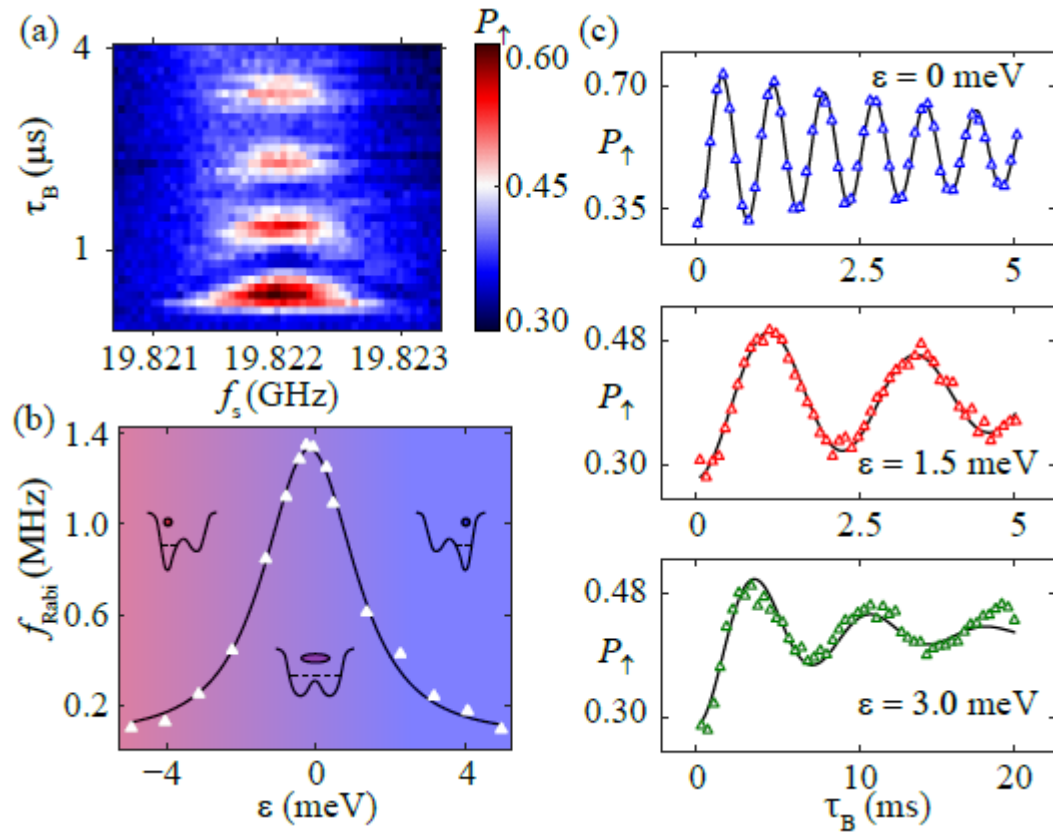 (a)
P↑
4
τB (μs)
1
0.60
0.45
0.30
19.821 19.822 19.823
fs (GHz)
(b)
1.4
1.0
0.6
0.2
fRabi (MHz)
−4 0 4
ε (meV)
(c)
0.70
P↑
0.35
ε = 0 meV
0 2.5 5
0.48
P↑
0.30
ε = 1.5 meV
0 2.5 5
0.48
P↑
0.30
ε = 3.0 meV
0 10 20
τB (ms)